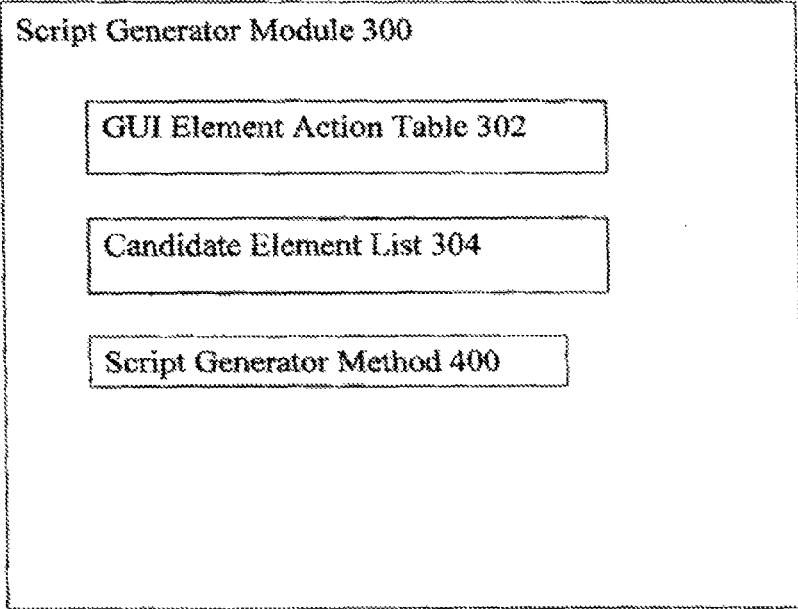 Script Generator Module 300
GUI Element Action Table 302
Candidate Element List 304
Script Generator Method 400